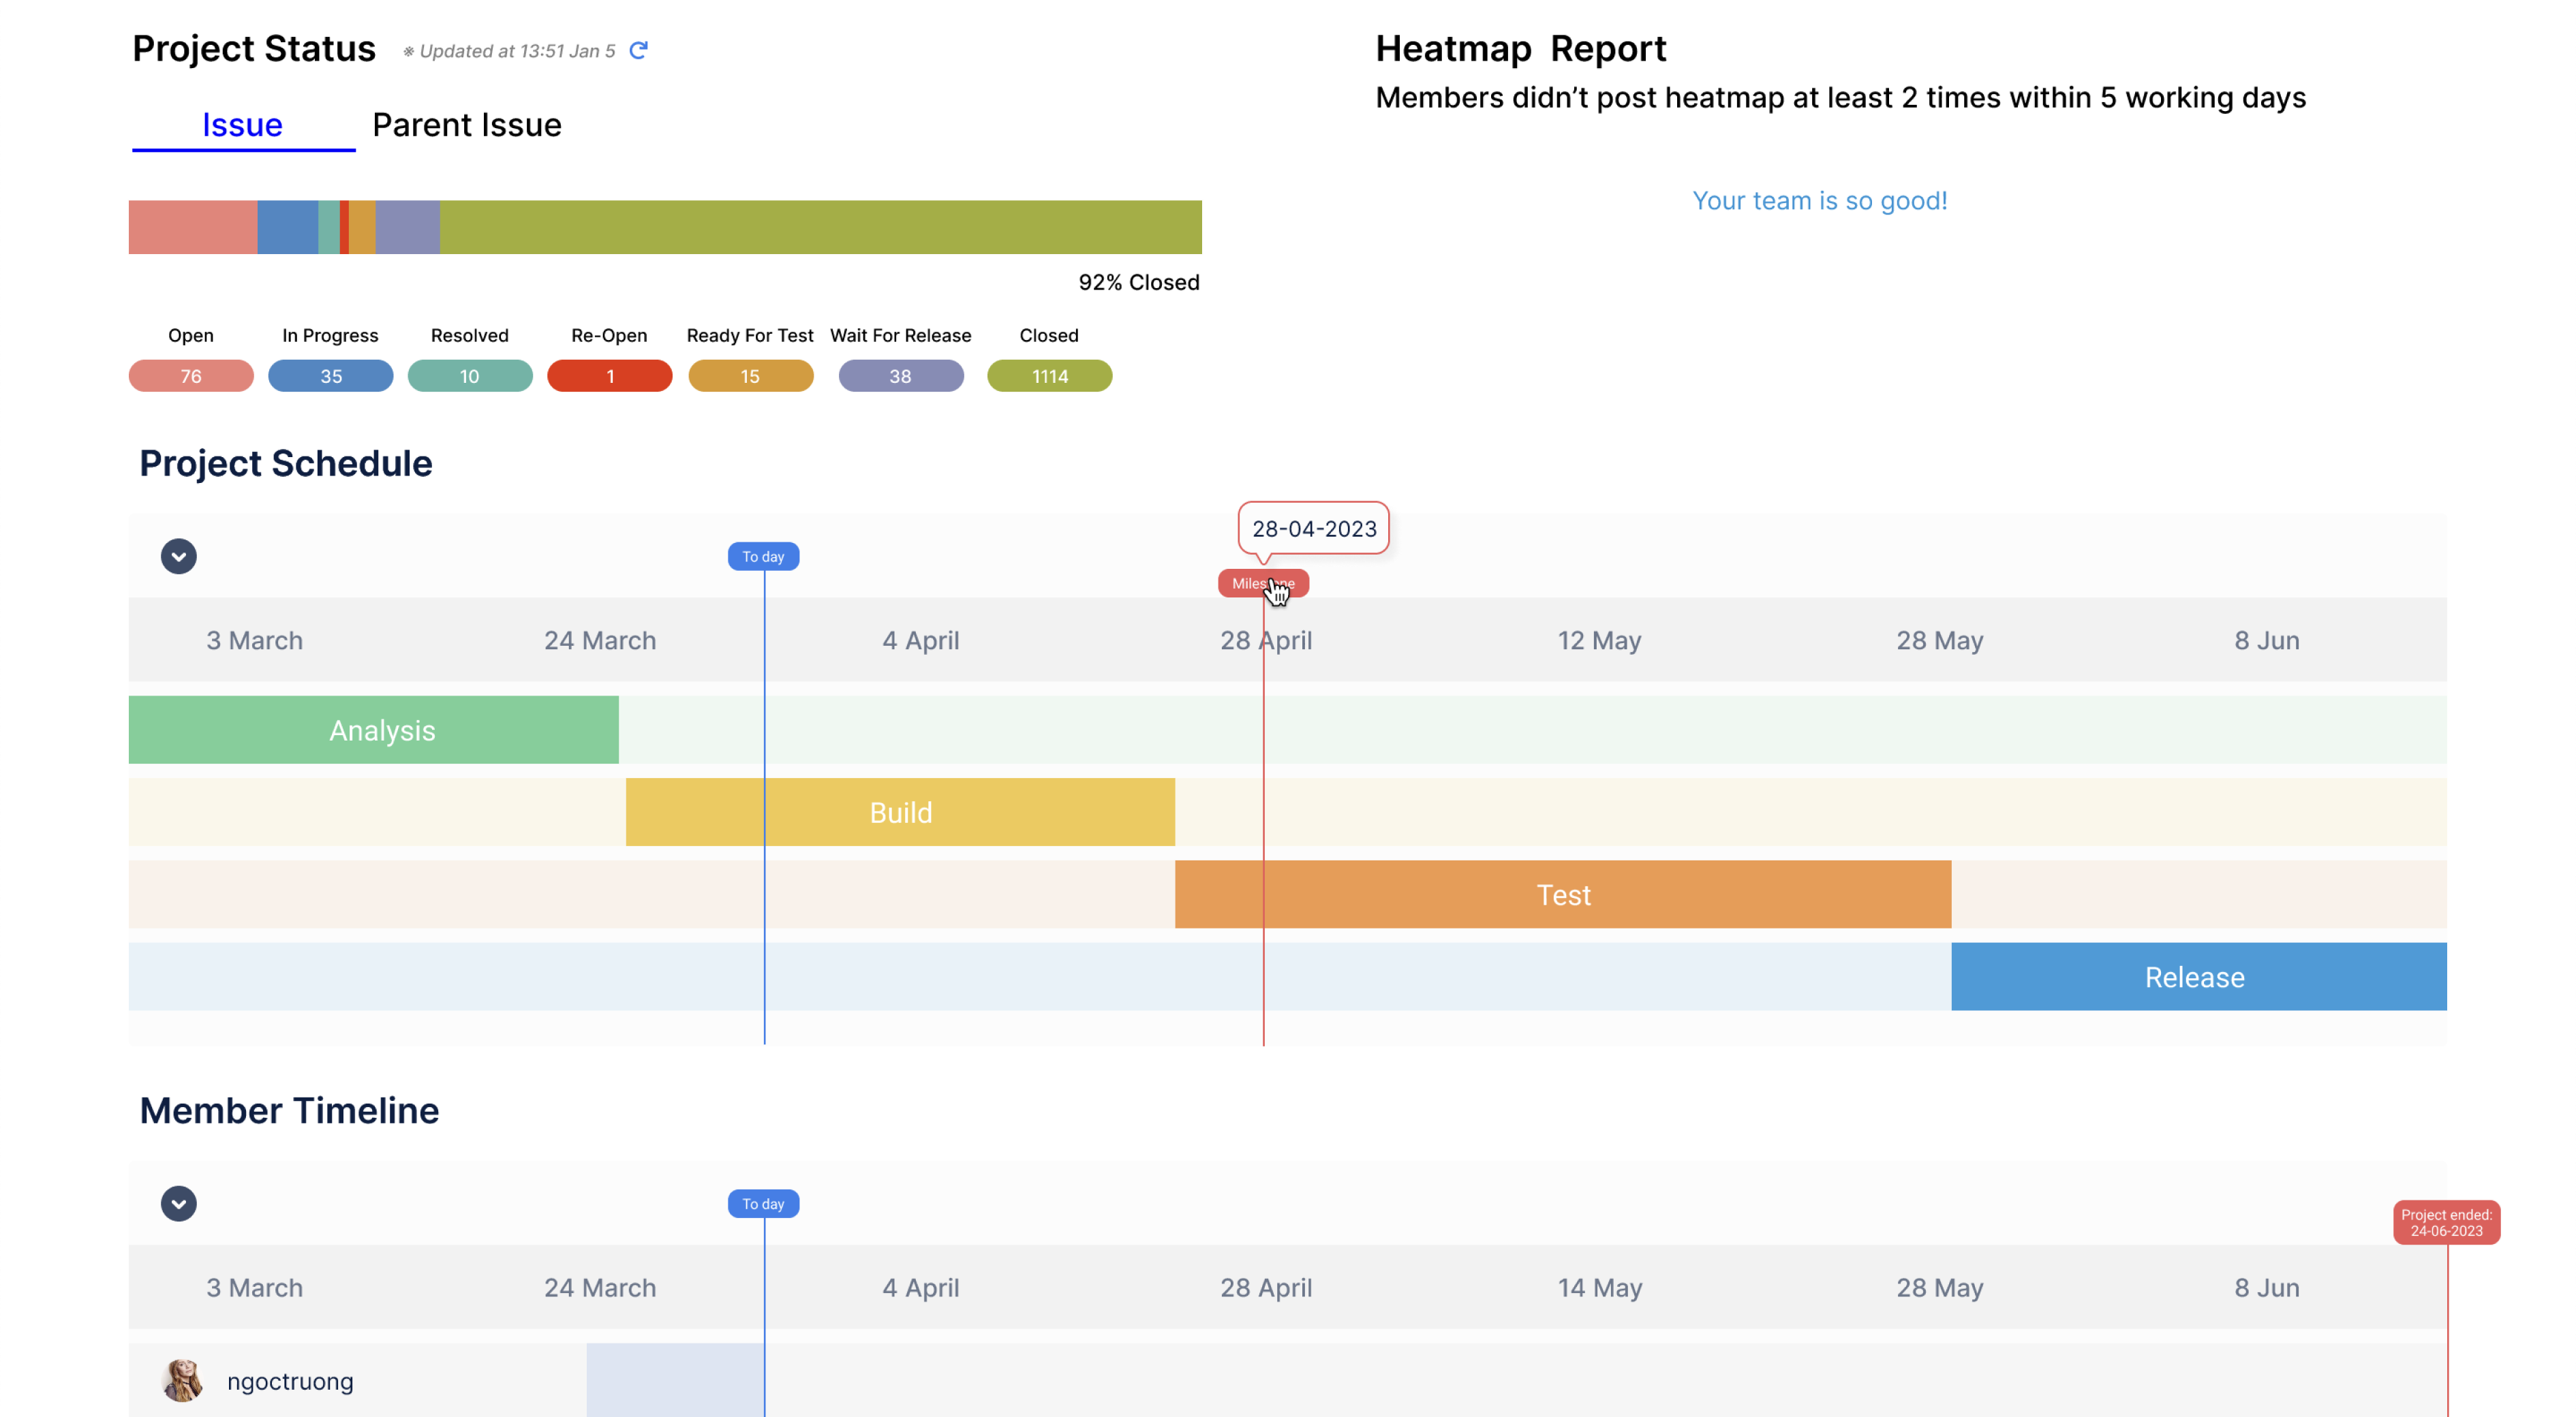 Project Status ※ Updated at 13:51 Jan 5
Issue Parent Issue
92% Closed
Open In Progress Resolved Re-Open Ready For Test Wait For Release Closed
76 35 10 1 15 38 1114
Heatmap Report
Members didn’t post heatmap at least 2 times within 5 working days
Your team is so good!
Project Schedule
28-04-2023
To day
3 March 24 March 4 April 28 April 12 May 28 May 8 Jun
Analysis
Build
Test
Release
Member Timeline
To day
Project ended:
24-06-2023
3 March 24 March 4 April 28 April 14 May 28 May 8 Jun
ngoctruong